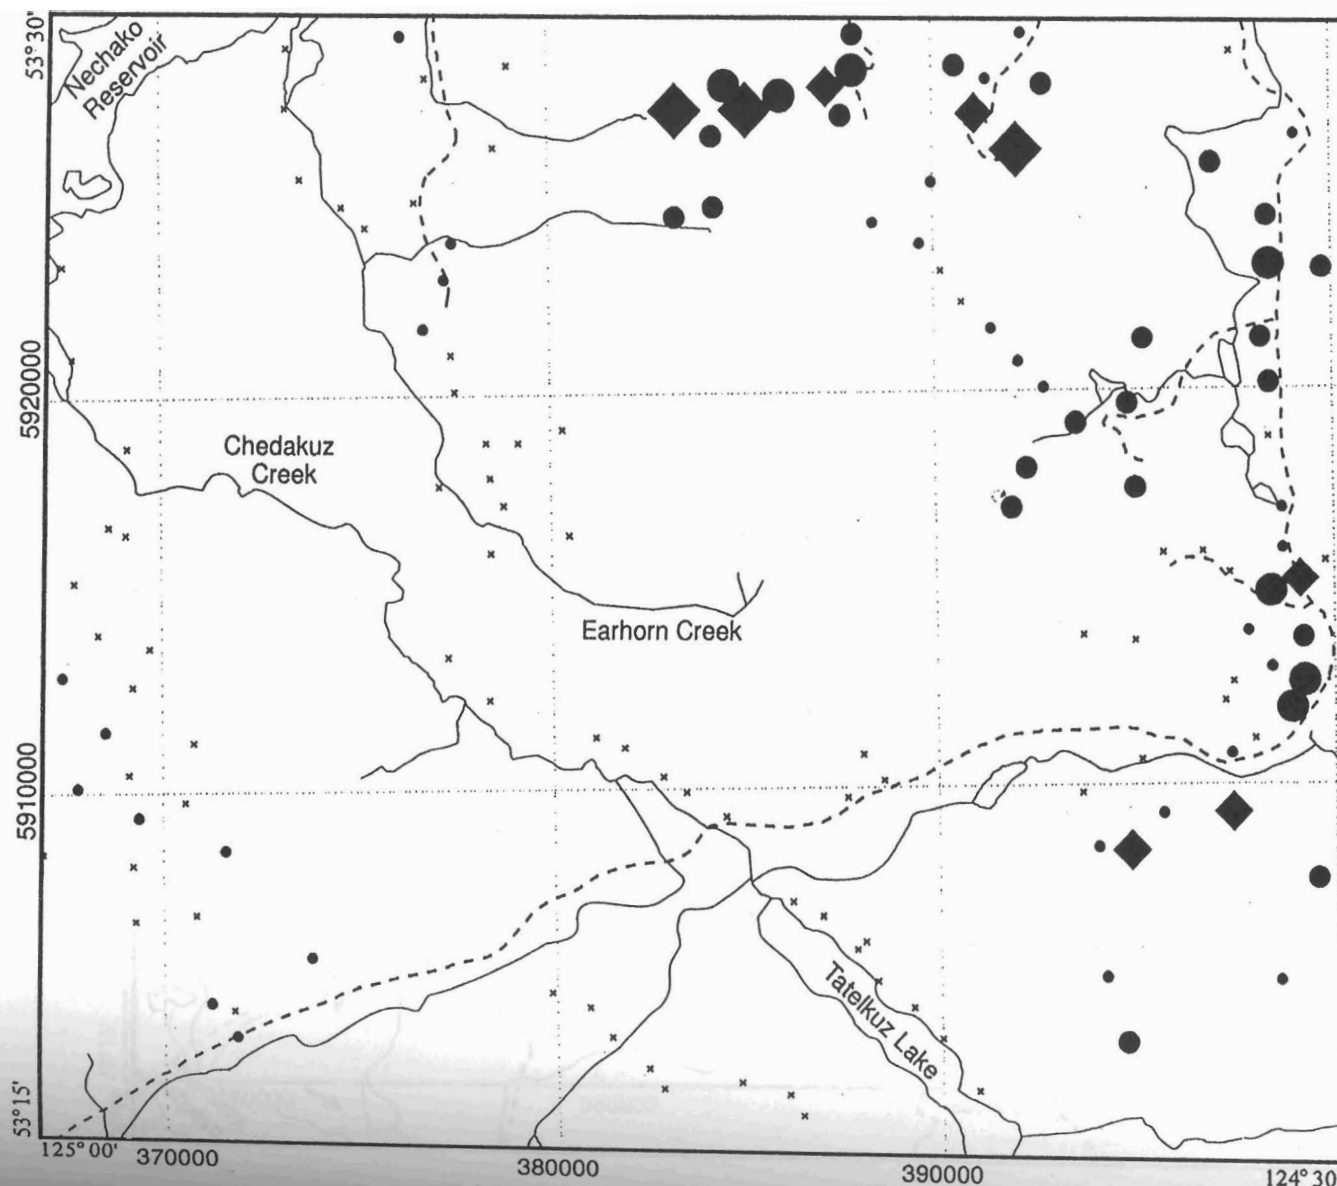 53° 30'
Nechako
Reservoir
5920000
Chedakuz
Creek
Earhorn Creek
5910000
Tatelkuz Lake
53° 15'
125° 00'
370000
380000
390000
124° 30